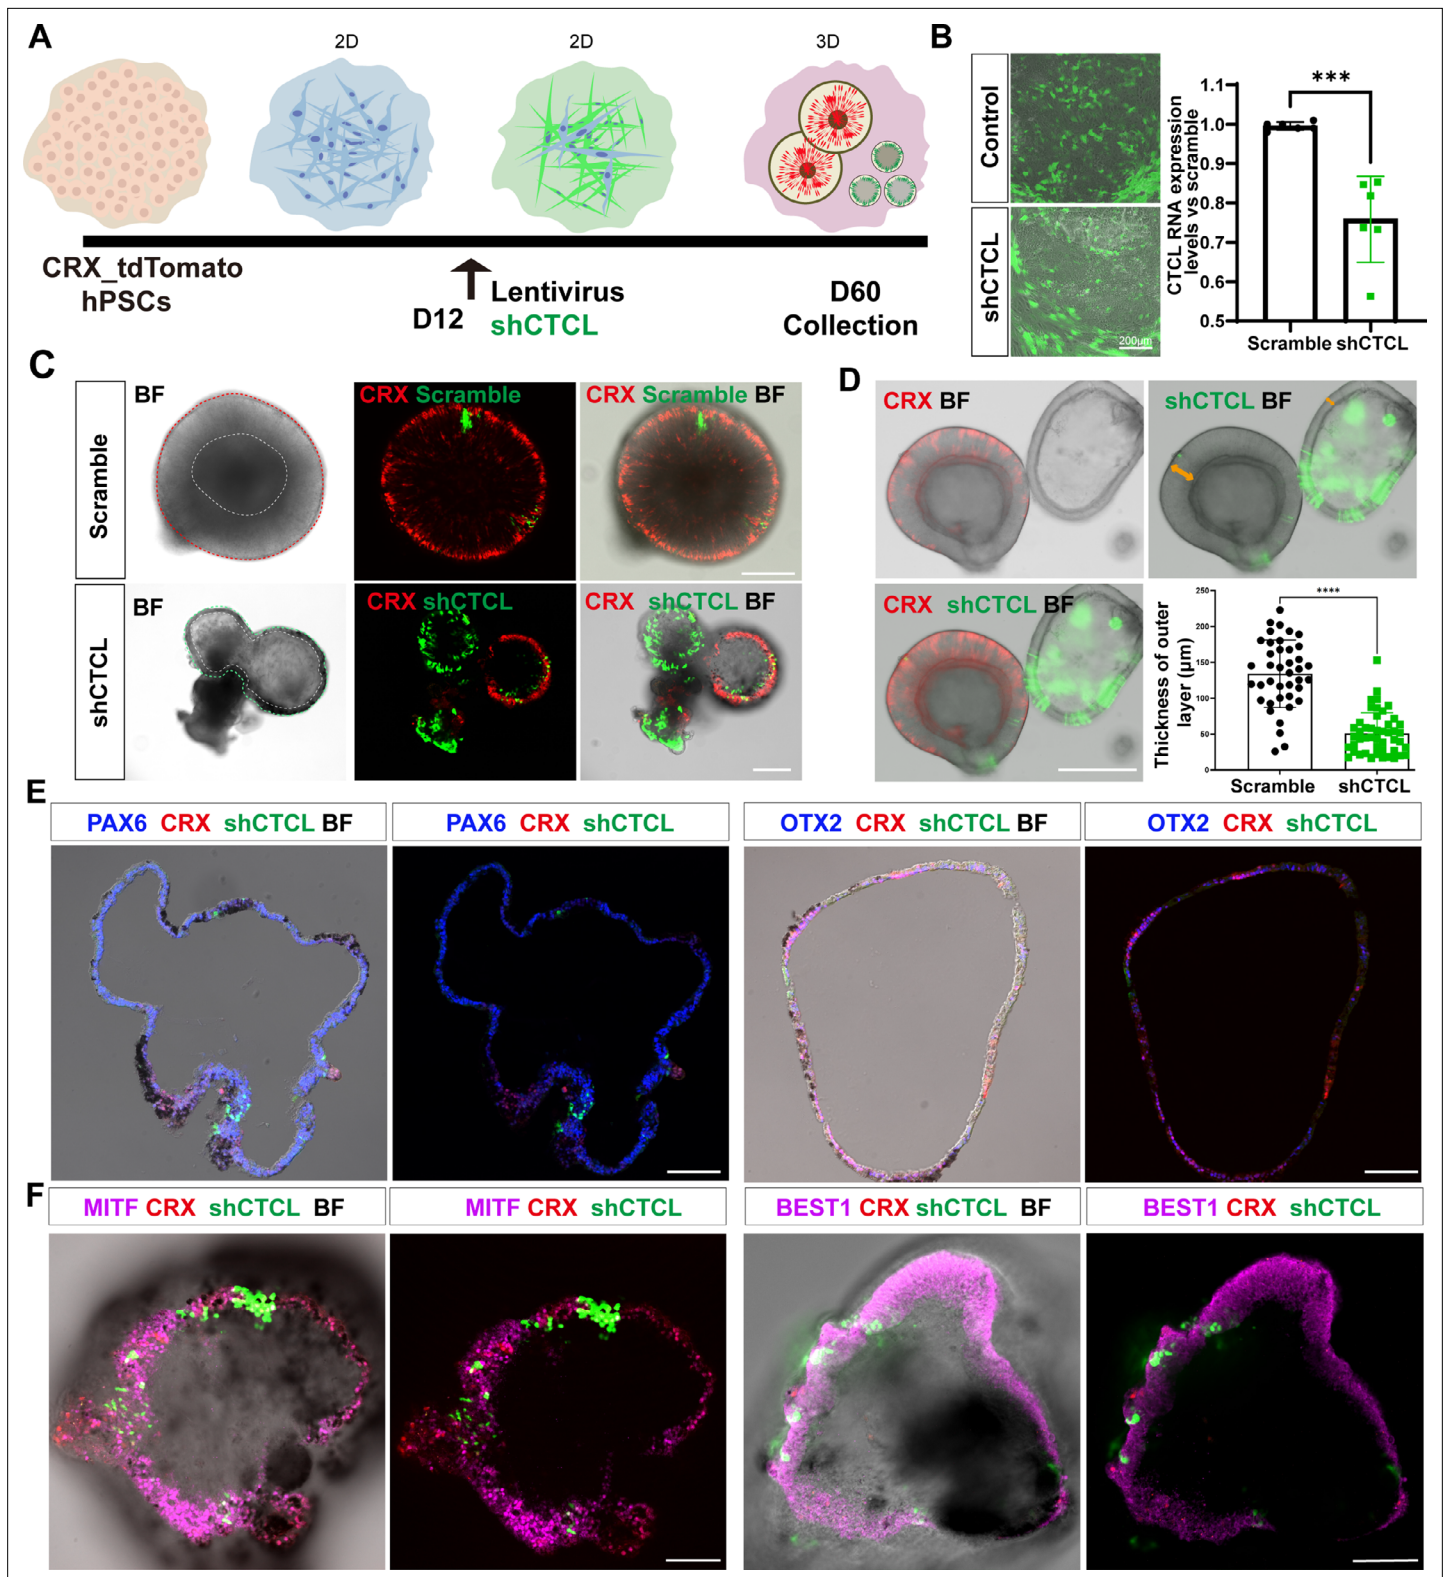 A
2D
2D
3D
CRX_tdTomato
hPSCs
D12
Lentivirus
shCTCL
D60
Collection
B
Control
shCTCL
200μm
CTCL RNA expression
levels vs scramble
1.1
1.0
0.9
0.8
0.7
0.6
0.5
***
Scramble shCTCL
C
Scramble
BF
CRX Scramble
CRX Scramble BF
shCTCL
BF
CRX shCTCL
CRX shCTCL BF
D
CRX BF
shCTCL BF
CRX shCTCL BF
Thickness of outer
layer (μm)
250
200
150
100
50
0
****
Scramble shCTCL
E
PAX6 CRX shCTCL BF
PAX6 CRX shCTCL
OTX2 CRX shCTCL BF
OTX2 CRX shCTCL
F
MITF CRX shCTCL BF
MITF CRX shCTCL
BEST1 CRX shCTCL BF
BEST1 CRX shCTCL